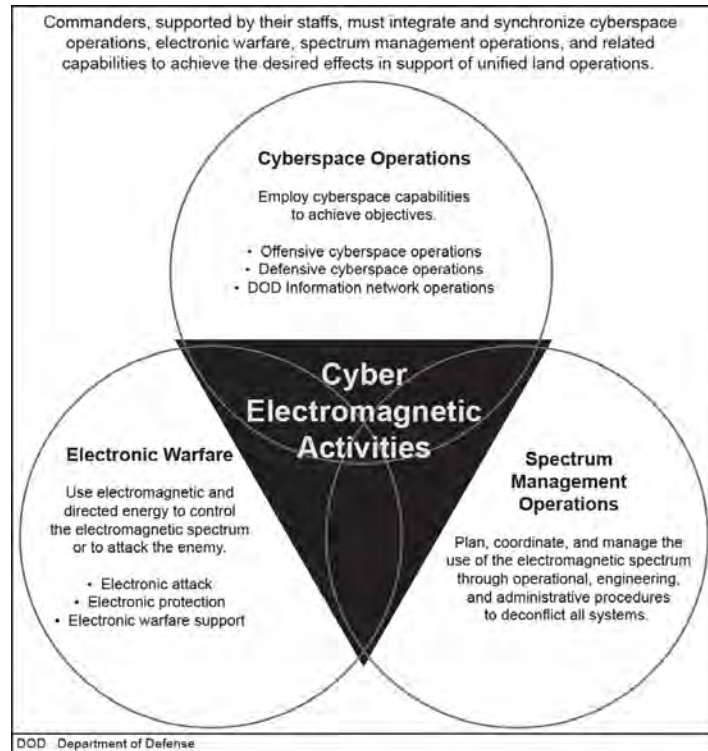 Commanders, supported by their staffs, must integrate and synchronize cyberspace
operations, electronic warfare, spectrum management operations, and related
capabilities to achieve the desired effects in support of unified land operations.
Cyberspace Operations
Employ cyberspace capabilities
to achieve objectives.
• Offensive cyberspace operations
• Defensive cyberspace operations
• DOD Information network operations
Cyber
Electromagnetic
Activities
Electronic Warfare
Use electromagnetic and
directed energy to control
the electromagnetic spectrum
or to attack the enemy.
• Electronic attack
• Electronic protection
• Electronic warfare support
Spectrum
Management
Operations
Plan, coordinate, and manage the
use of the electromagnetic spectrum
through operational, engineering,
and administrative procedures
to deconflict all systems.
DOD Department of Defense